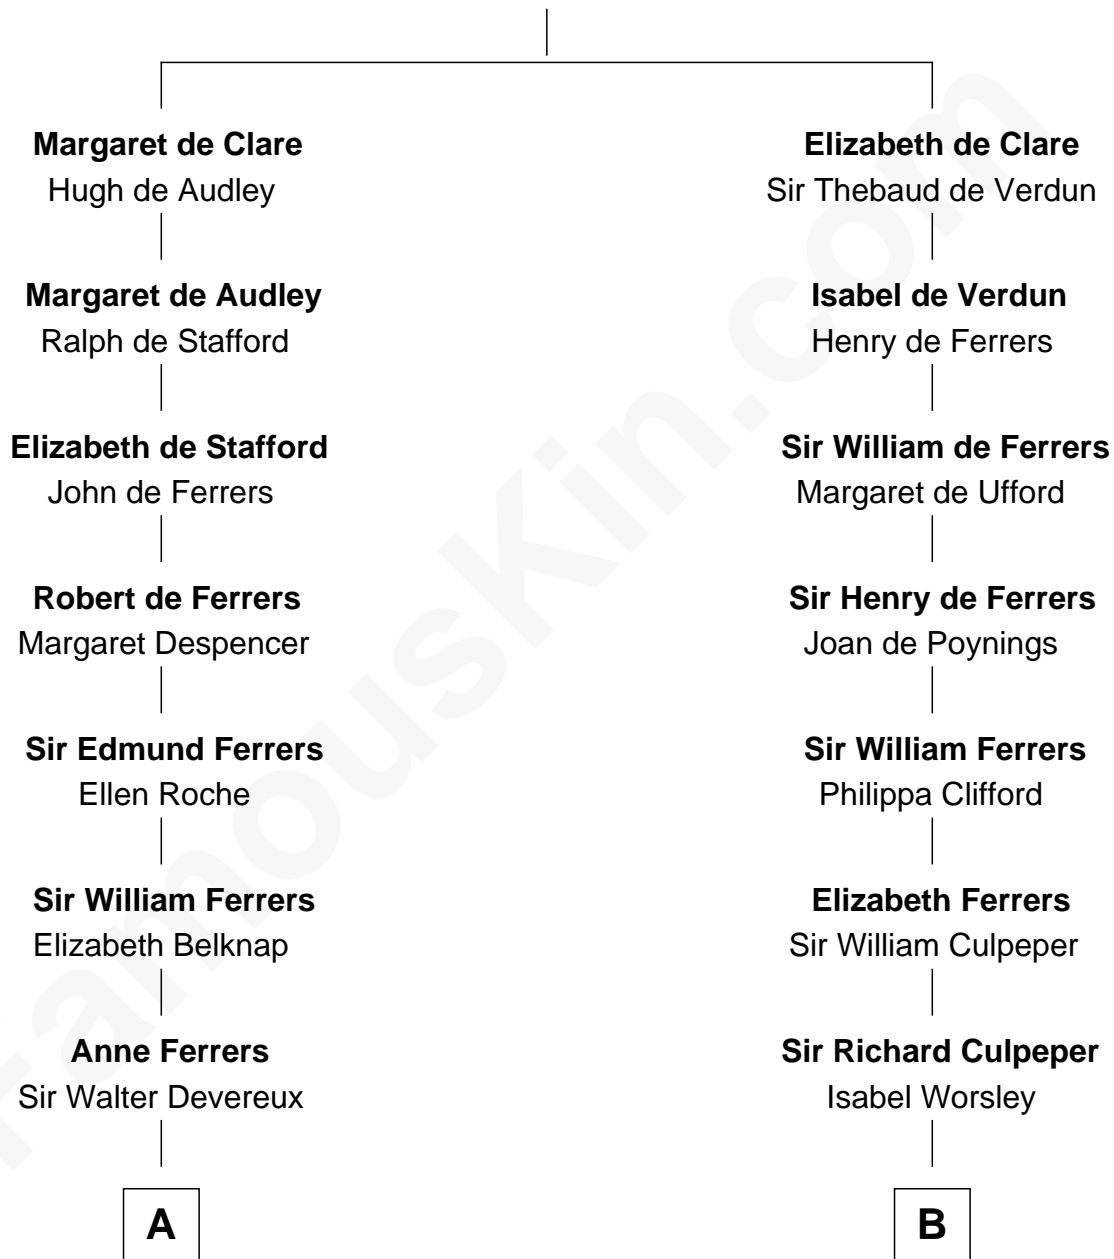 Margaret de Clare
Hugh de Audley
Margaret de Audley
Ralph de Stafford
Elizabeth de Stafford
John de Ferrers
Robert de Ferrers
Margaret Despencer
Sir Edmund Ferrers
Ellen Roche
Sir William Ferrers
Elizabeth Belknap
Anne Ferrers
Sir Walter Devereux
A
Elizabeth de Clare
Sir Thebaud de Verdun
Isabel de Verdun
Henry de Ferrers
Sir William de Ferrers
Margaret de Ufford
Sir Henry de Ferrers
Joan de Poynings
Sir William Ferrers
Philippa Clifford
Elizabeth Ferrers
Sir William Culpeper
Sir Richard Culpeper
Isabel Worsley
B
FamousKin.com